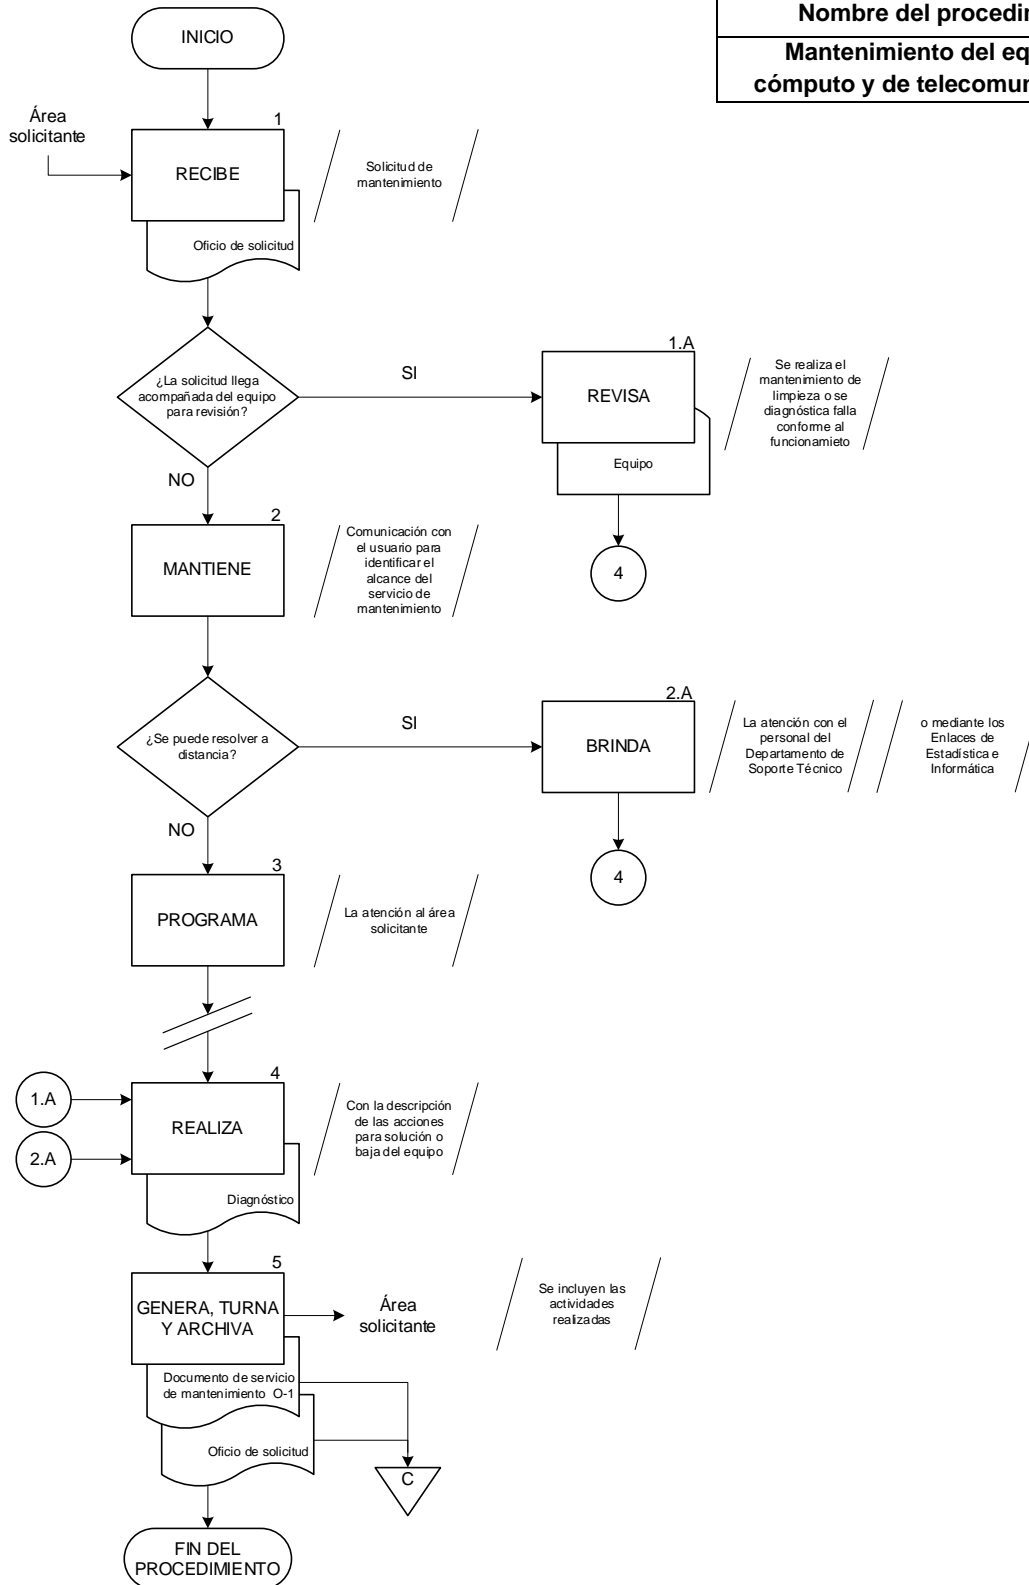 Nombre del procedim
Mantenimiento del eq
cómputo y de telecomun
INICIO
Área
solicitante
1
RECIBE
Solicitud de
mantenimiento
Oficio de solicitud
¿La solicitud llega
acompañada del equipo
para revisión?
SI
1.A
REVISA
Equipo
Se realiza el
mantenimiento de
limpieza o se
diagnóstica falla
conforme al
funcionamieto
4
NO
2
MANTIENE
Comunicación con
el usuario para
identificar el
alcance del
servicio de
mantenimiento
¿Se puede resolver a
distancia?
SI
2.A
BRINDA
La atención con el
personal del
Departamento de
Soporte Técnico
o mediante los
Enlaces de
Estadística e
Informática
4
NO
3
PROGRAMA
La atención al área
solicitante
1.A
2.A
4
REALIZA
Con la descripción
de las acciones
para solución o
baja del equipo
Diagnóstico
5
GENERA, TURNA
Y ARCHIVA
Área
solicitante
Se incluyen las
actividades
realizadas
Documento de servicio
de mantenimiento O-1
Oficio de solicitud
C
FIN DEL
PROCEDIMIENTO